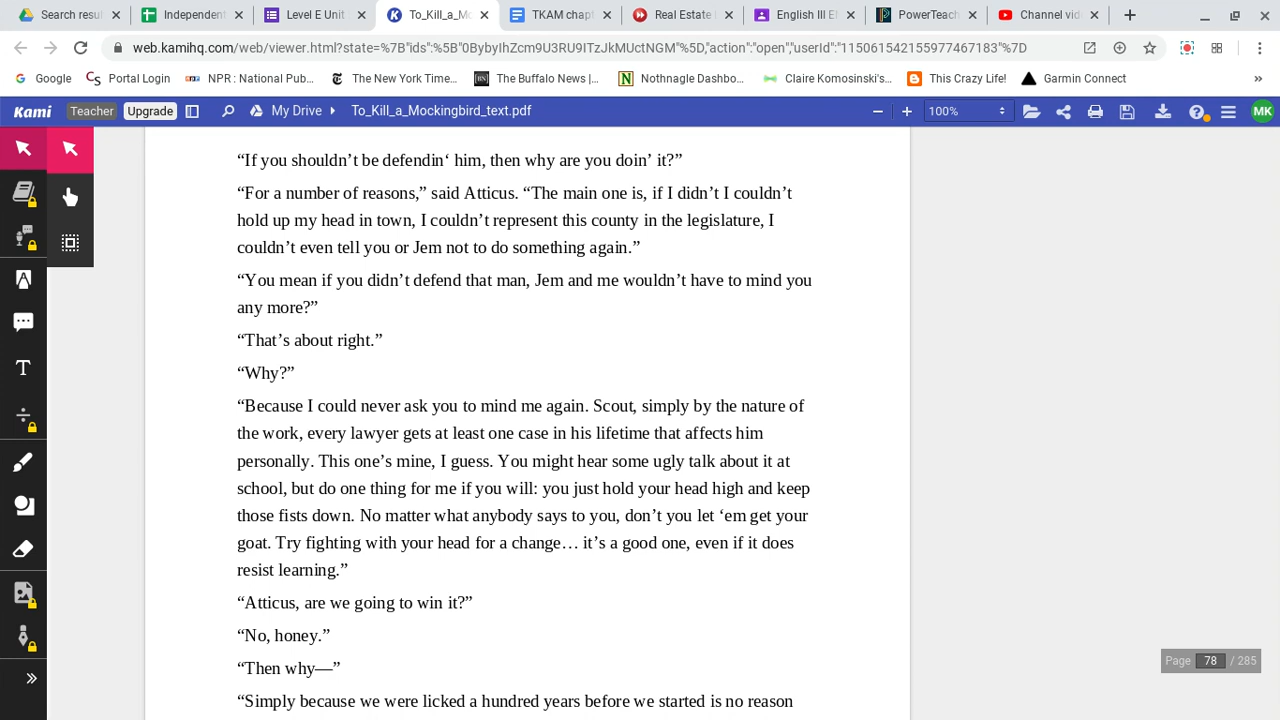 Search resul
Independent
Level E Unit
To_Kill_a_Mo
TKAM chapt
Real Estate L
English III El
PowerTeach
Channel vide
web.kamihq.com/web/viewer.html?state=%7B"ids":%5B"0BybyIhZcm9U3RU9ITzJkMUctNGM"%5D,"action":"open","userId":"115061542155977467183"%7D
Google
Portal Login
NPR : National Pub...
The New York Time...
The Buffalo News |...
Nothnagle Dashbo...
Claire Komosinski's...
This Crazy Life!
Garmin Connect
»
Kami Teacher Upgrade My Drive To_Kill_a_Mockingbird_text.pdf 100% MK
“If you shouldn’t be defendin‘ him, then why are you doin’ it?”
“For a number of reasons,” said Atticus. “The main one is, if I didn’t I couldn’t
hold up my head in town, I couldn’t represent this county in the legislature, I
couldn’t even tell you or Jem not to do something again.”
“You mean if you didn’t defend that man, Jem and me wouldn’t have to mind you
any more?”
“That’s about right.”
“Why?”
“Because I could never ask you to mind me again. Scout, simply by the nature of
the work, every lawyer gets at least one case in his lifetime that affects him
personally. This one’s mine, I guess. You might hear some ugly talk about it at
school, but do one thing for me if you will: you just hold your head high and keep
those fists down. No matter what anybody says to you, don’t you let ‘em get your
goat. Try fighting with your head for a change… it’s a good one, even if it does
resist learning.”
“Atticus, are we going to win it?”
“No, honey.”
“Then why—”
“Simply because we were licked a hundred years before we started is no reason
Page 78 / 285